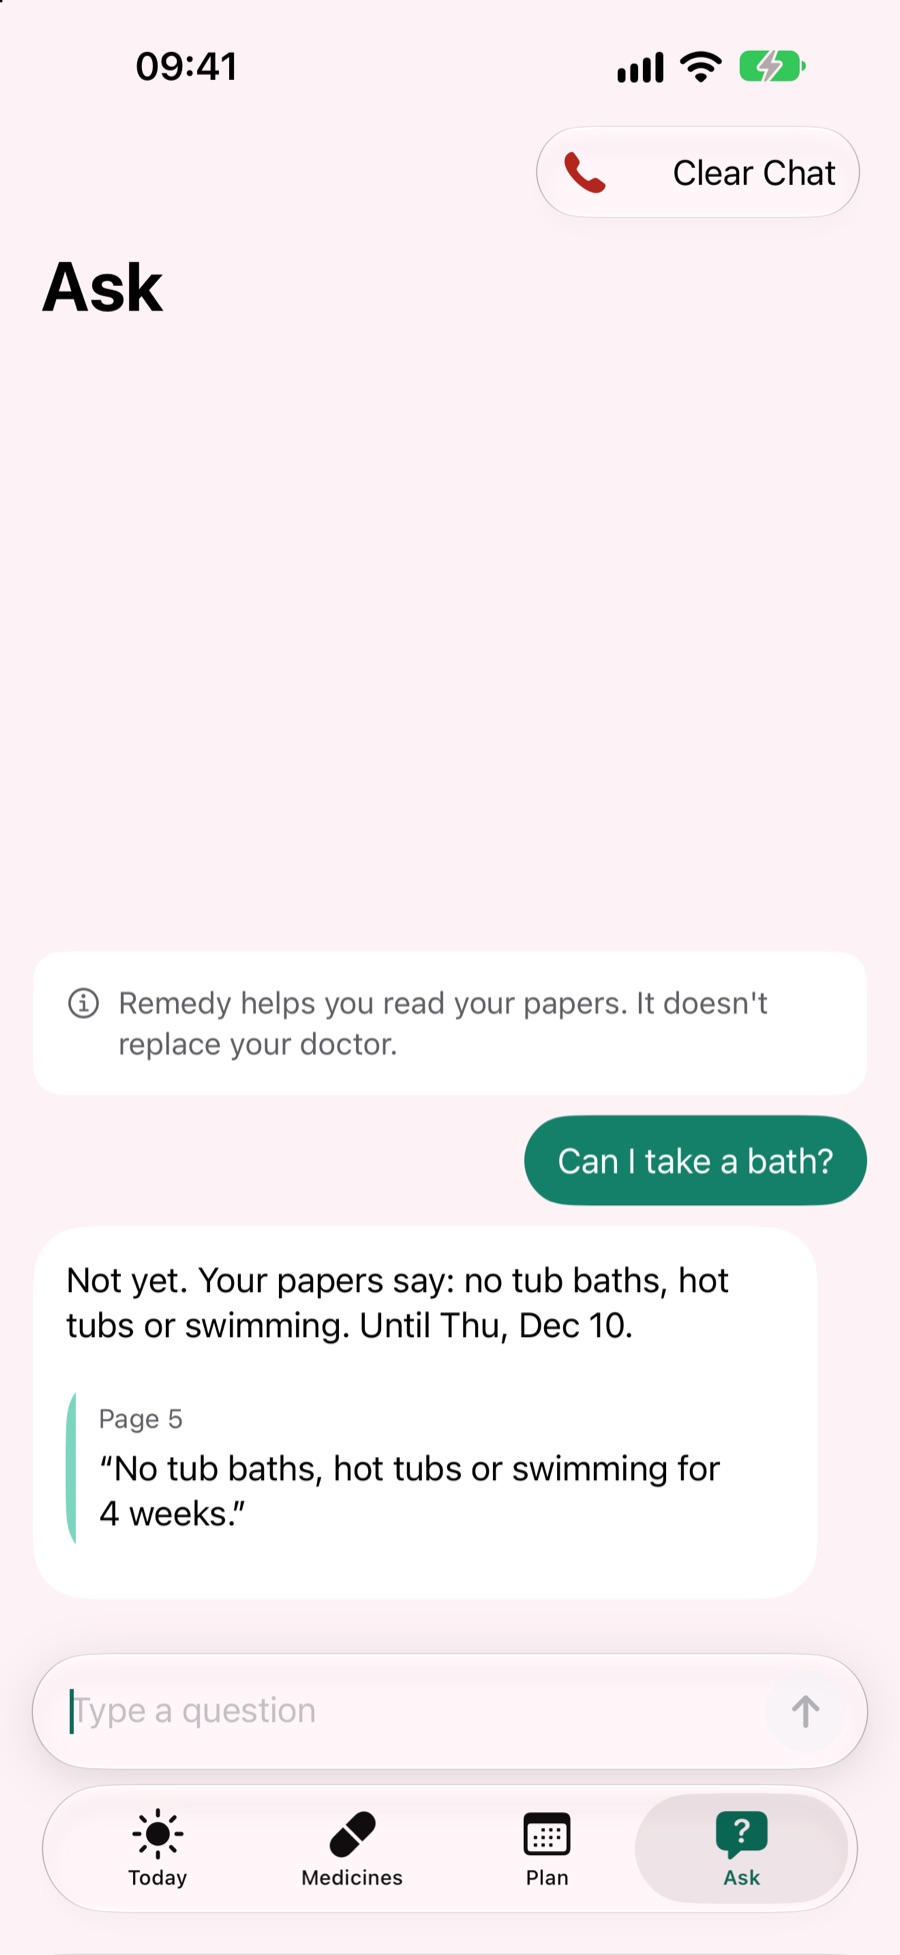 09:41
Clear Chat
Ask
Remedy helps you read your papers. It doesn't
replace your doctor.
Can I take a bath?
Not yet. Your papers say: no tub baths, hot
tubs or swimming. Until Thu, Dec 10.
Page 5
“No tub baths, hot tubs or swimming for
4 weeks.”
Type a question
Today
Medicines
Plan
Ask